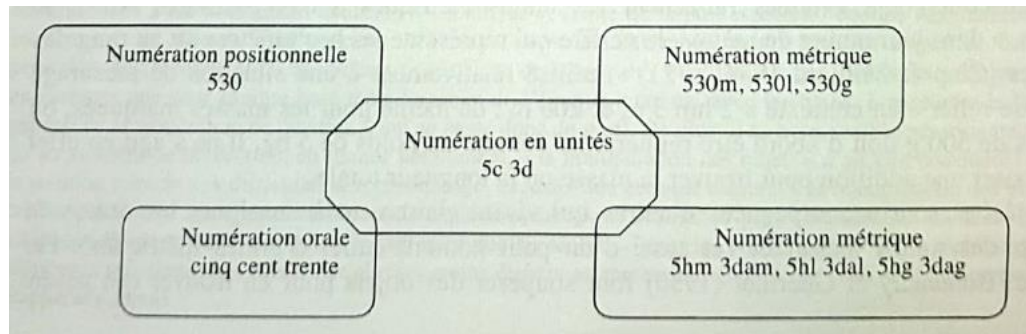 Numération positionnelle
530
Numération métrique
530m, 530l, 530g
Numération en unités
5c 3d
Numération orale
cinq cent trente
Numération métrique
5hm 3dam, 5hl 3dal, 5hg 3dag